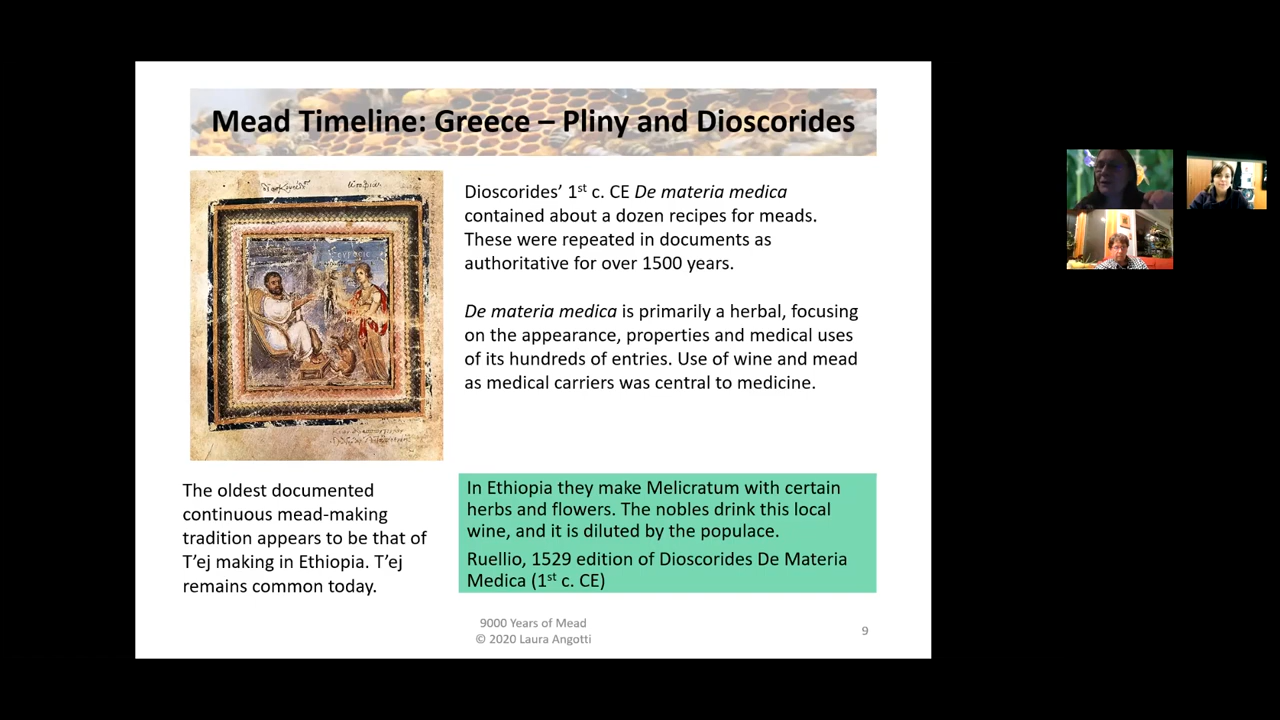 Mead Timeline: Greece – Pliny and Dioscorides
Dioscorides’ 1st c. CE De materia medica
contained about a dozen recipes for meads.
These were repeated in documents as
authoritative for over 1500 years.
De materia medica is primarily a herbal, focusing
on the appearance, properties and medical uses
of its hundreds of entries. Use of wine and mead
as medical carriers was central to medicine.
The oldest documented
continuous mead-making
tradition appears to be that of
T’ej making in Ethiopia. T’ej
remains common today.
In Ethiopia they make Melicratum with certain
herbs and flowers. The nobles drink this local
wine, and it is diluted by the populace.
Ruellio, 1529 edition of Dioscorides De Materia
Medica (1st c. CE)
9000 Years of Mead
© 2020 Laura Angotti
9